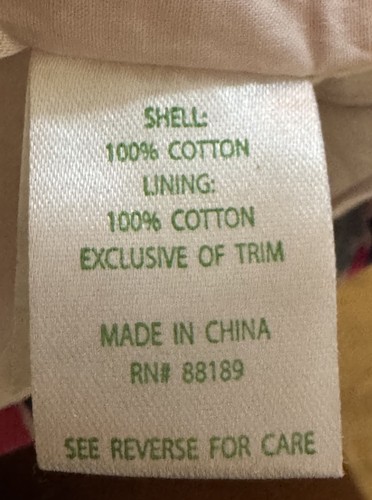 SHELL:
100% COTTON
LINING:
100% COTTON
EXCLUSIVE OF TRIM
MADE IN CHINA
RN# 88189
SEE REVERSE FOR CARE